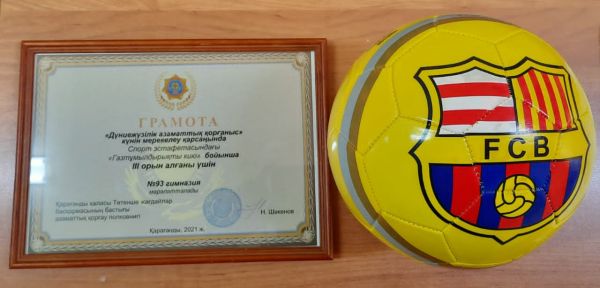 ГРАМОТА
«Дүниежүзілік азаматтық қорғаныс»
күнін мерекелеу қарсаңында
Спорт эстафетасындағы
«Газтұмылдырықты кию» бойынша
III орын алғаны үшін
№93 гимназия
марапатталады
Қарағанды қаласы Төтенше жағдайлар
басқармасының бастығы
азаматтық қорғау полковнигі
Н. Шакенов
Қарағанды, 2021 ж.
FCB